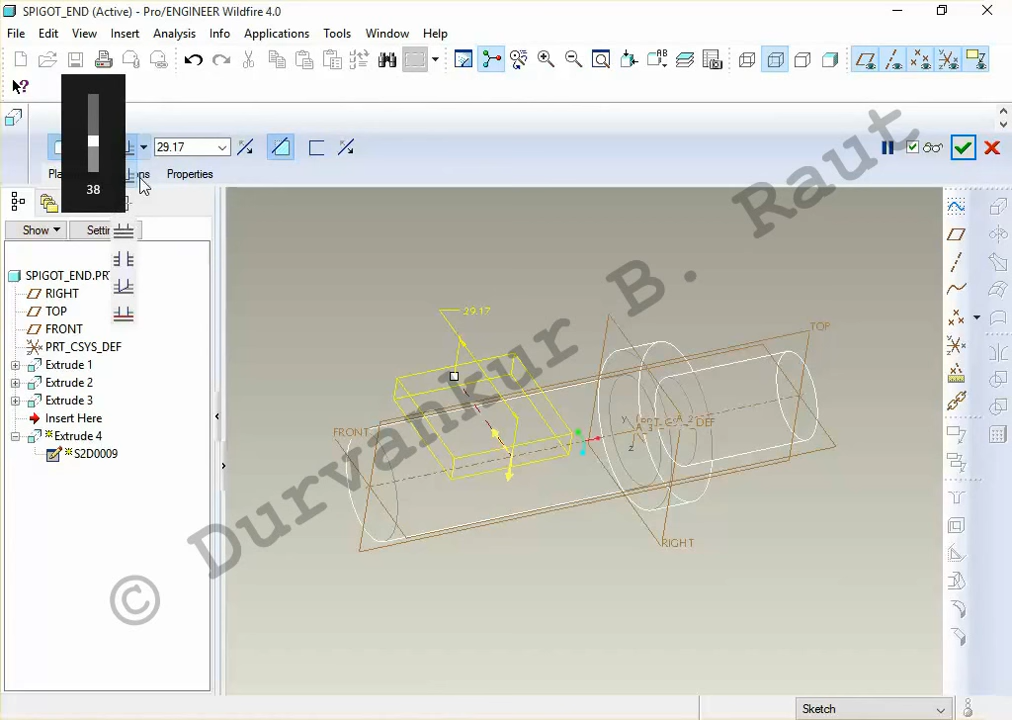 SPIGOT_END (Active) - Pro/ENGINEER Wildfire 4.0
File Edit View Insert Analysis Info Applications Tools Window Help
29.17
38
Properties
Show
SPIGOT_END.PRT
RIGHT
TOP
FRONT
PRT_CSYS_DEF
Extrude 1
Extrude 2
Extrude 3
Insert Here
Extrude 4
S2D0009
29.17
TOP
FRONT
RIGHT
© Durvankur B. Raut
Sketch